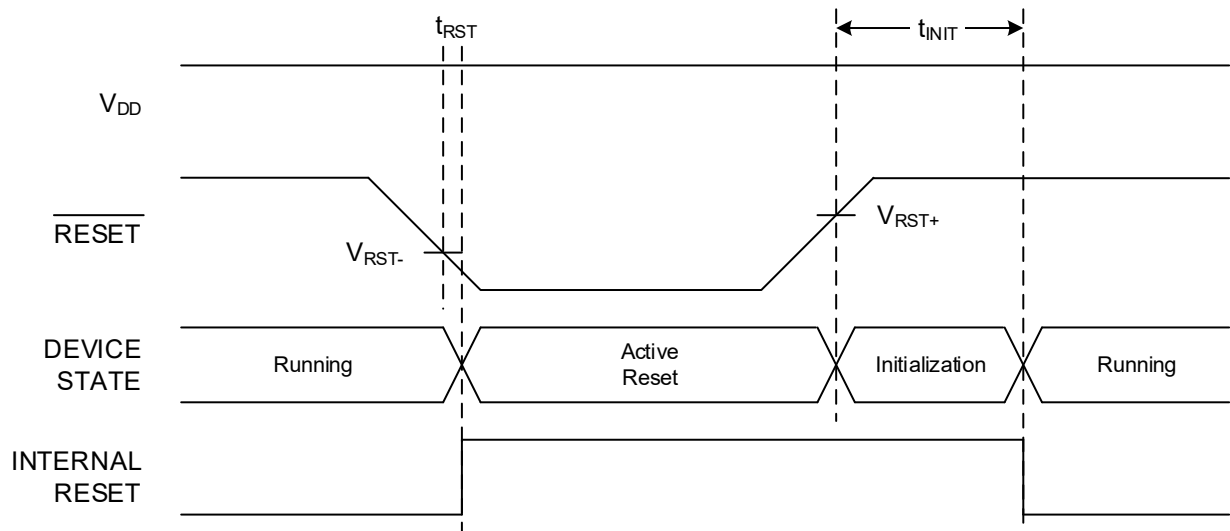 tRST
tINIT
VDD
RESET
VRST-
VRST+
DEVICE
STATE
Running
Active
Reset
Initialization
Running
INTERNAL
RESET